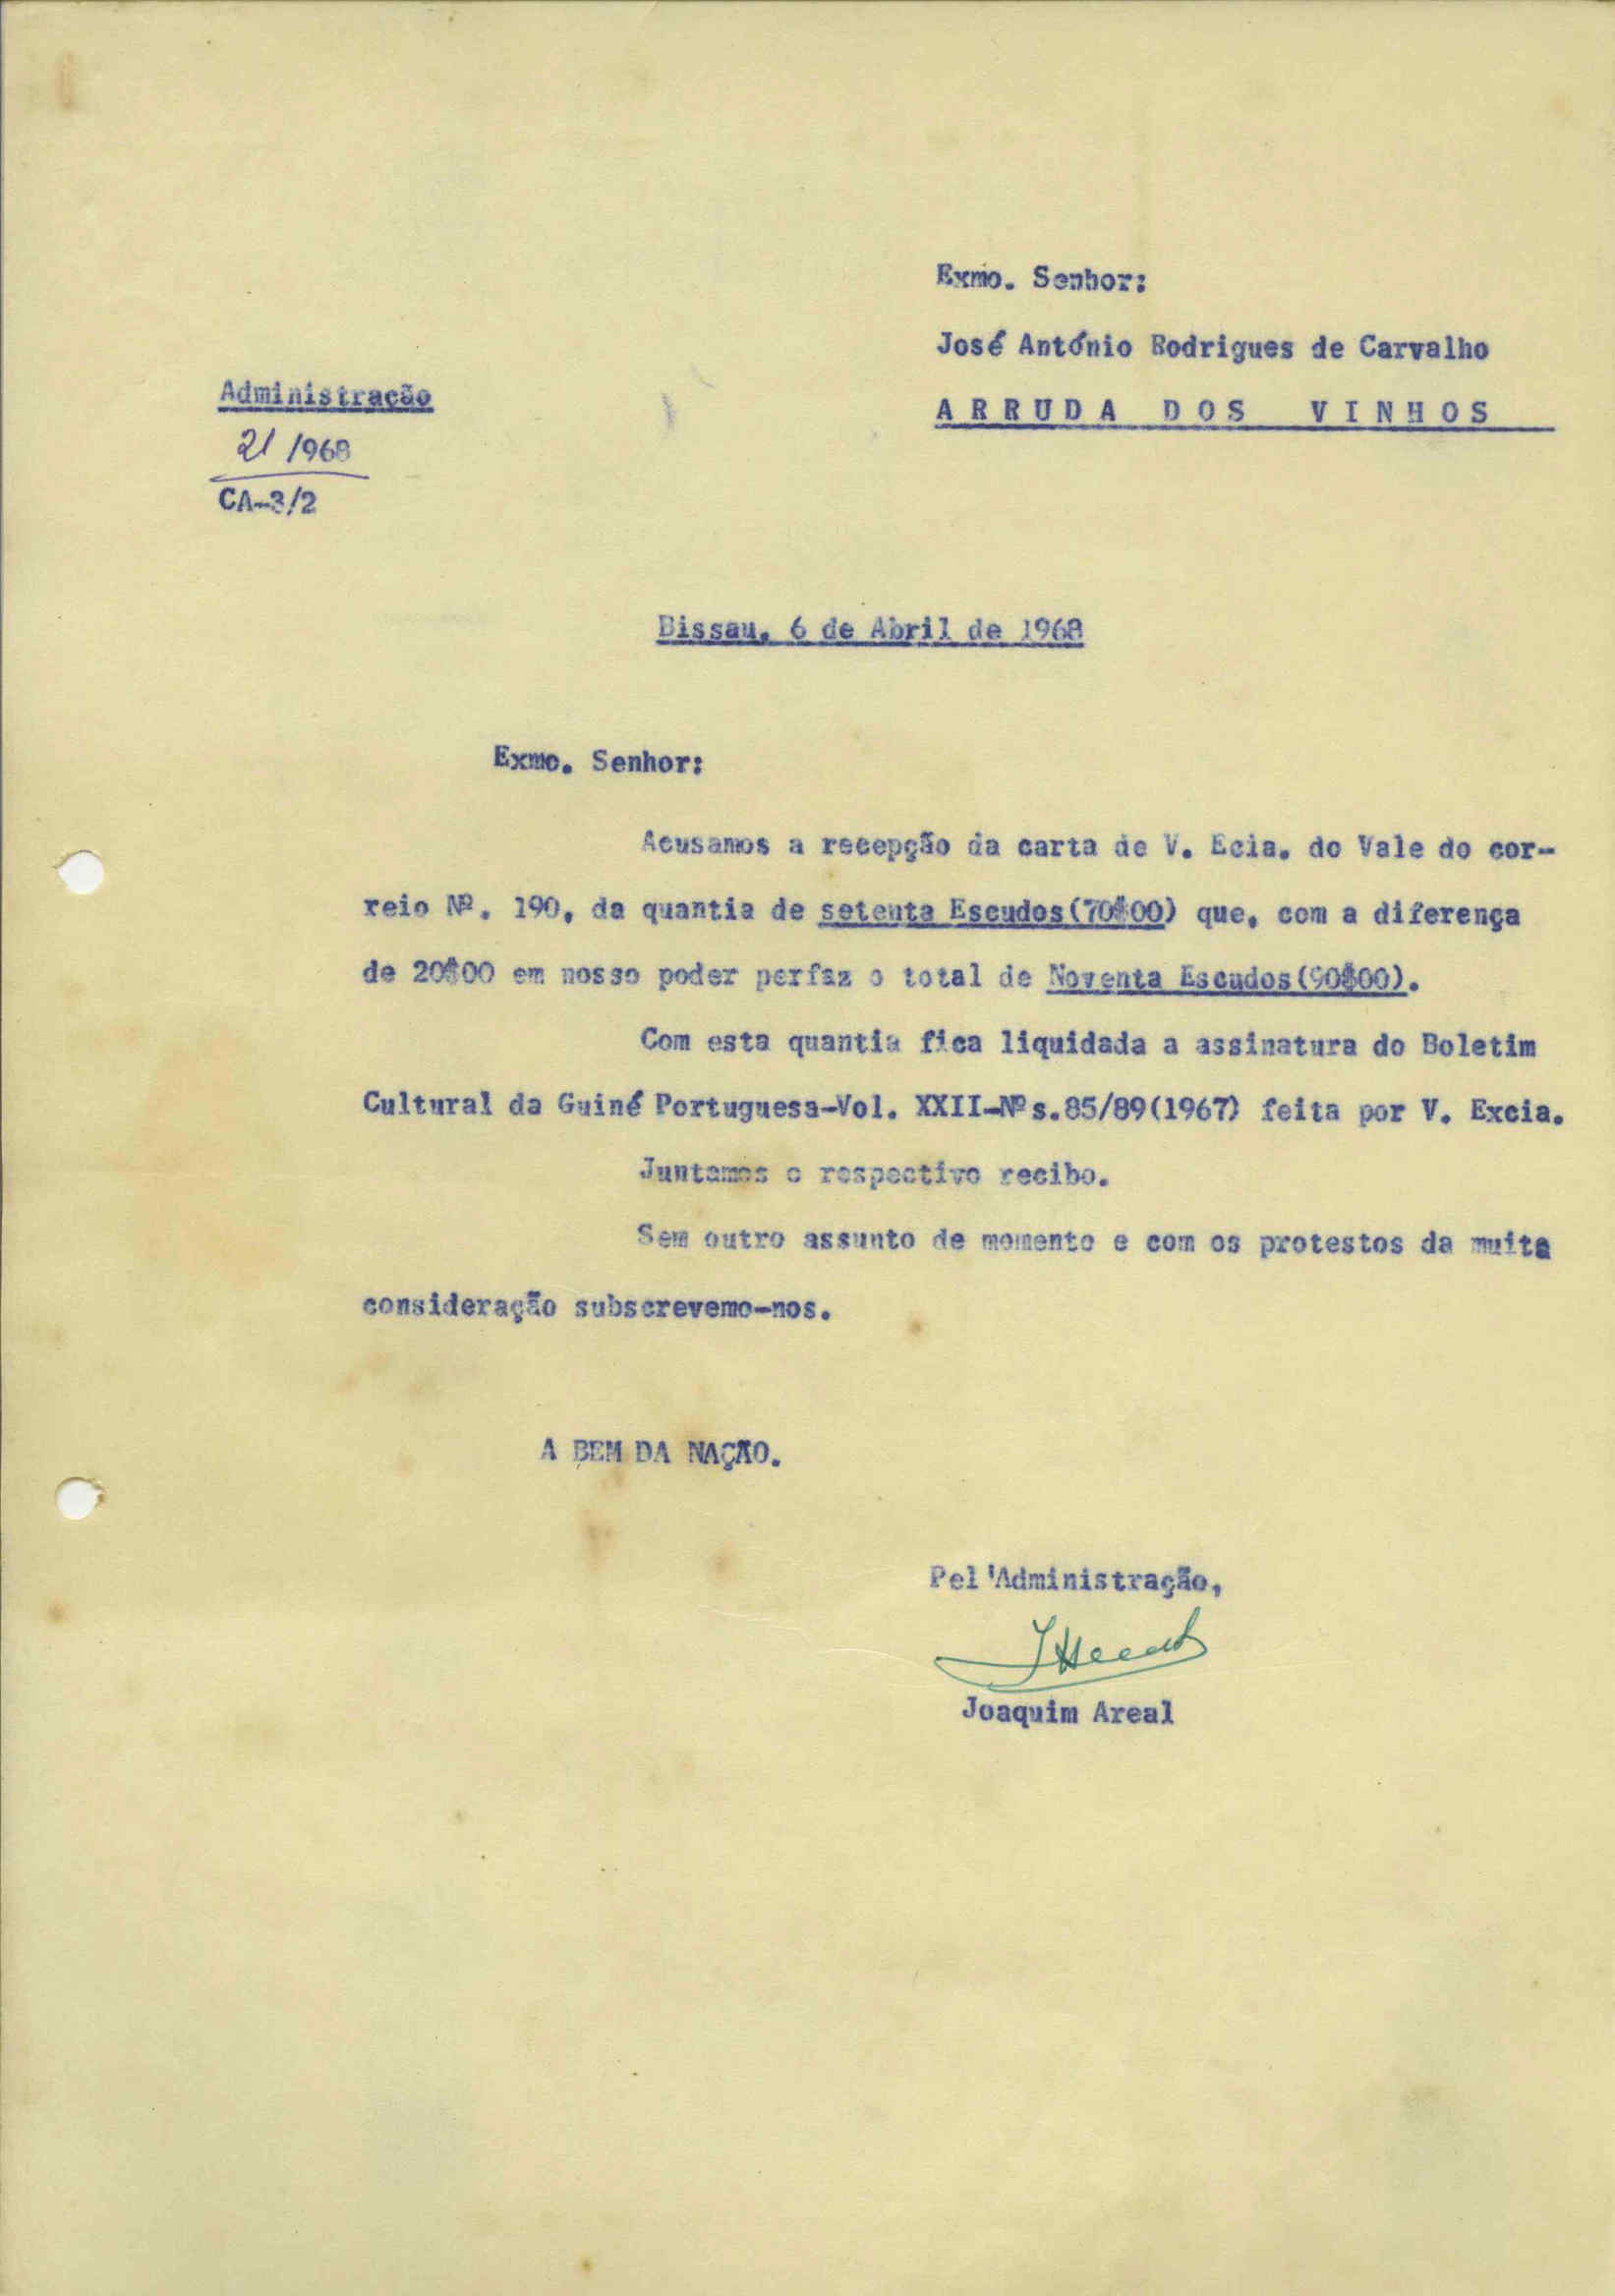 Exmo. Senhor:
José António Rodrigues de Carvalho
ARRUDA DOS VINHOS
Administração
21/968
CA-3/2
Bissau, 6 de Abril de 1968
Exmo. Senhor:
Acusamos a recepção da carta de V. Ecia. do Vale do cor-
reio Nº. 190, da quantia de setenta Escudos(70$00) que, com a diferença
de 20$00 em nosso poder perfaz o total de Noventa Escudos(90$00).
Com esta quantia fica liquidada a assinatura do Boletim
Cultural da Guiné Portuguesa-Vol. XXII-Nºs.85/89(1967) feita por V. Excia.
Juntamos o respectivo recibo.
Sem outro assunto de momento e com os protestos da muita
consideração subscrevemo-nos.
A BEM DA NAÇÃO.
Pel'Administração,
Joaquim Areal